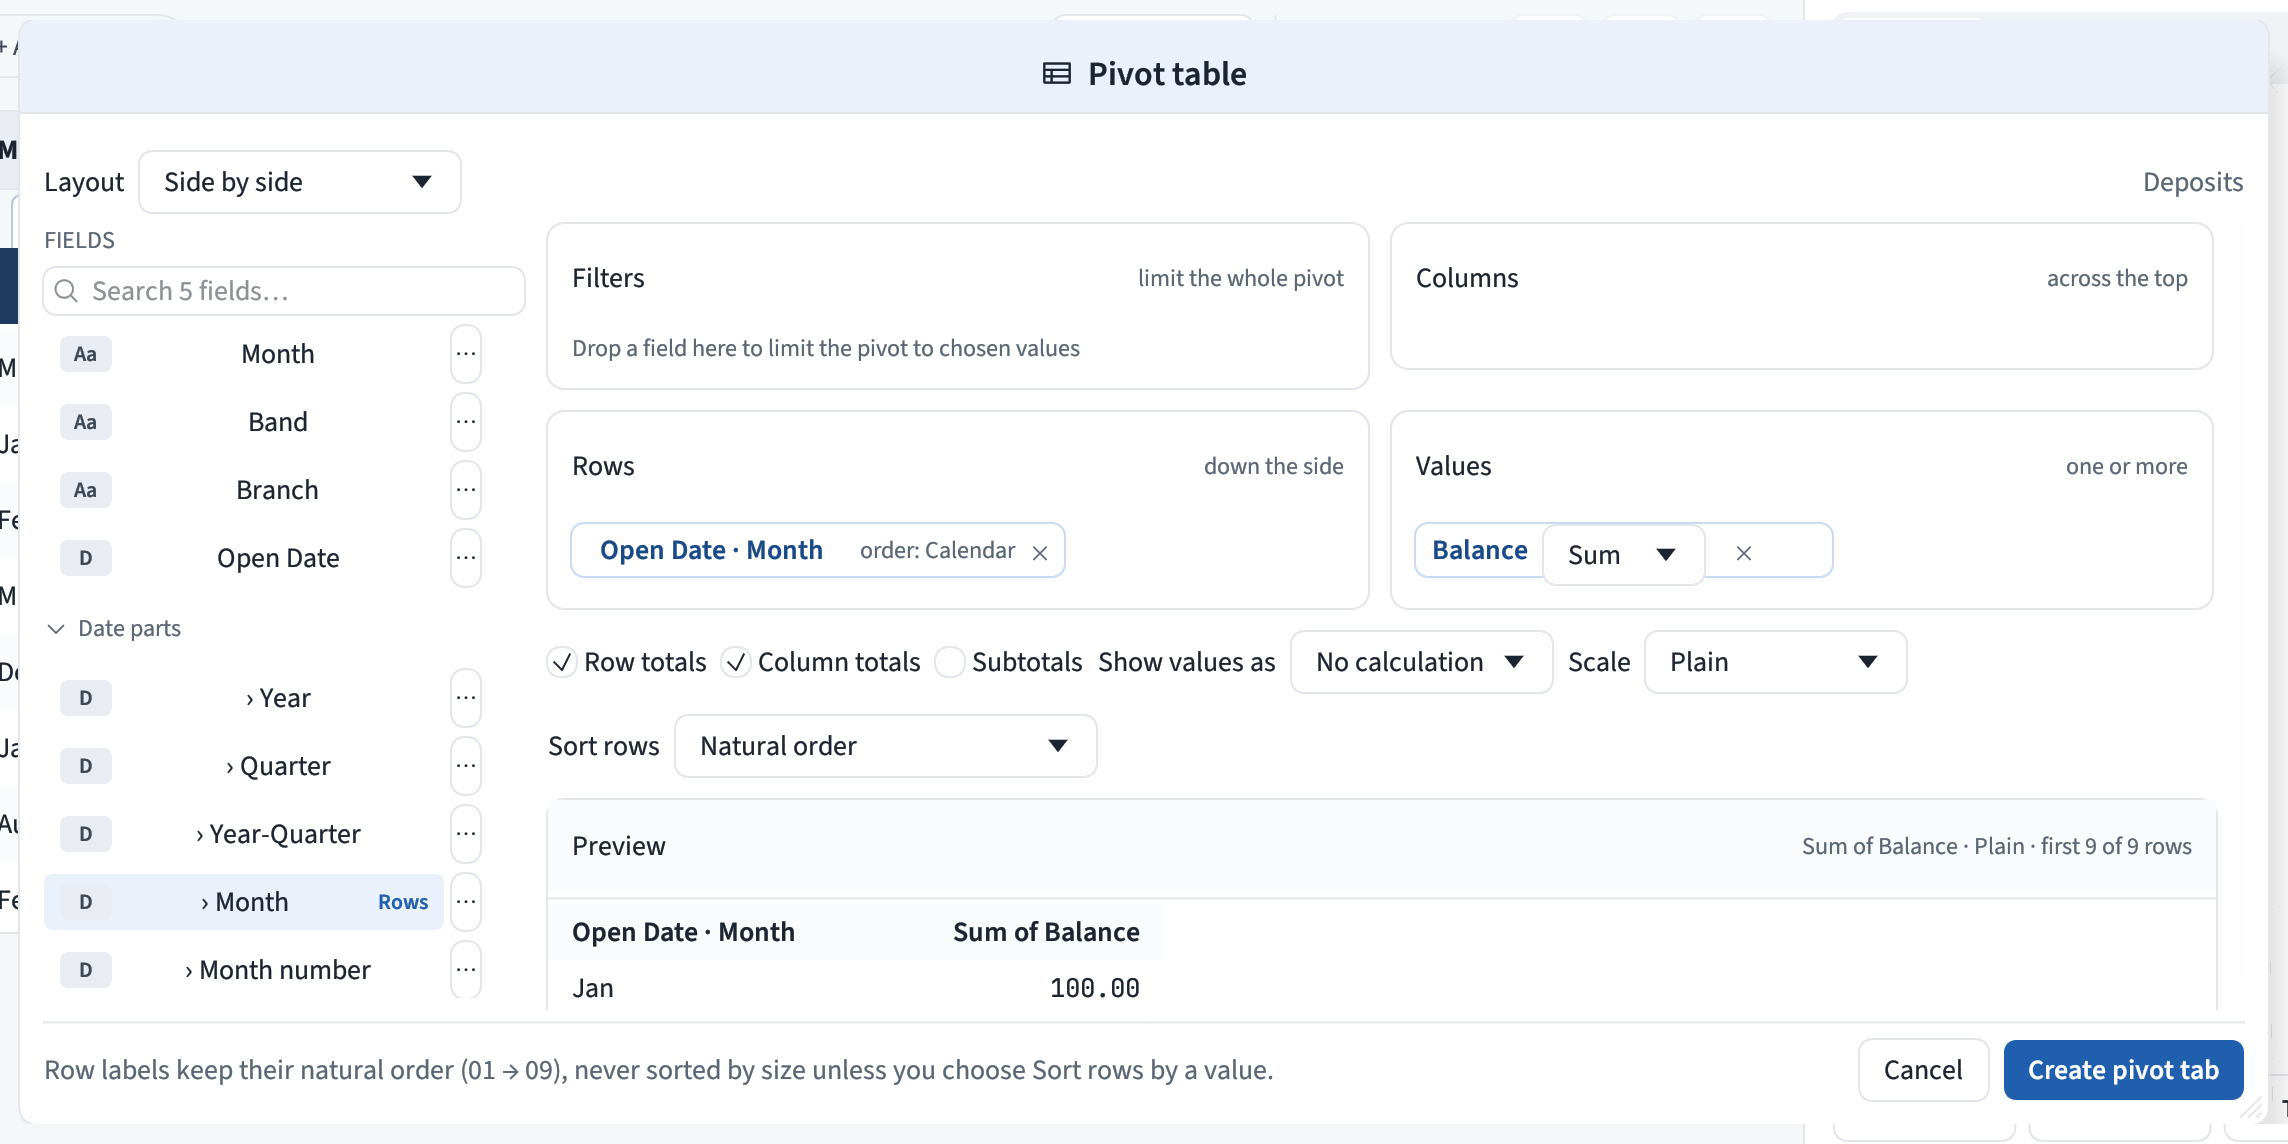 Pivot table
Layout
Side by side
Deposits
FIELDS
Search 5 fields…
Aa Month ...
Aa Band ...
Aa Branch ...
D Open Date ...
Date parts
D › Year ...
D › Quarter ...
D › Year-Quarter ...
D › Month Rows ...
D › Month number ...
Filters
limit the whole pivot
Drop a field here to limit the pivot to chosen values
Columns
across the top
Rows
down the side
Open Date · Month order: Calendar ×
Values
one or more
Balance Sum ×
Row totals Column totals Subtotals Show values as No calculation Scale Plain
Sort rows Natural order
Preview
Sum of Balance · Plain · first 9 of 9 rows
Open Date · Month Sum of Balance
Jan 100.00
Row labels keep their natural order (01 → 09), never sorted by size unless you choose Sort rows by a value.
Cancel
Create pivot tab